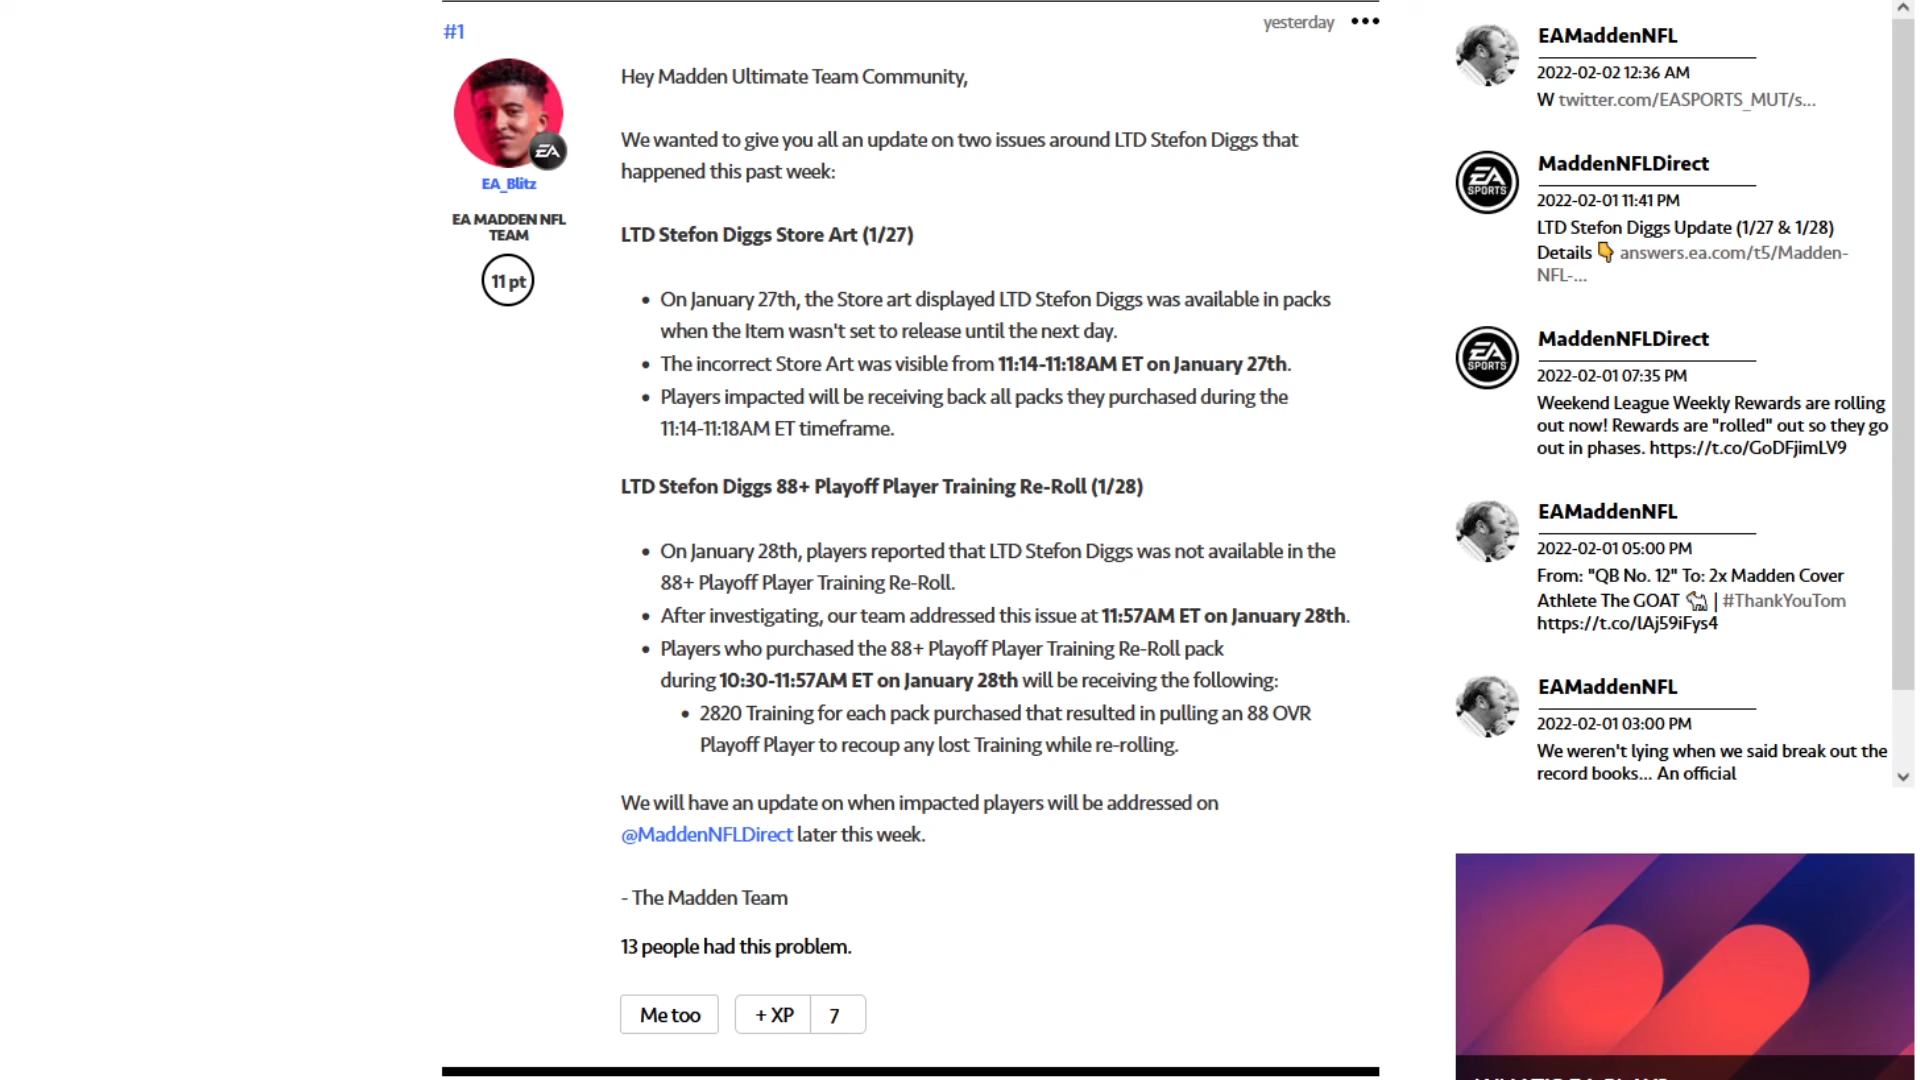 #1
yesterday
EA_Blitz
EA MADDEN NFL
TEAM
11 pt
Hey Madden Ultimate Team Community,
We wanted to give you all an update on two issues around LTD Stefon Diggs that
happened this past week:
LTD Stefon Diggs Store Art (1/27)
• On January 27th, the Store art displayed LTD Stefon Diggs was available in packs
when the Item wasn't set to release until the next day.
• The incorrect Store Art was visible from 11:14-11:18AM ET on January 27th.
• Players impacted will be receiving back all packs they purchased during the
11:14-11:18AM ET timeframe.
LTD Stefon Diggs 88+ Playoff Player Training Re-Roll (1/28)
• On January 28th, players reported that LTD Stefon Diggs was not available in the
88+ Playoff Player Training Re-Roll.
• After investigating, our team addressed this issue at 11:57AM ET on January 28th.
• Players who purchased the 88+ Playoff Player Training Re-Roll pack
during 10:30-11:57AM ET on January 28th will be receiving the following:
• 2820 Training for each pack purchased that resulted in pulling an 88 OVR
Playoff Player to recoup any lost Training while re-rolling.
We will have an update on when impacted players will be addressed on
@MaddenNFLDirect later this week.
- The Madden Team
13 people had this problem.
Me too
+ XP 7
EAMaddenNFL
2022-02-02 12:36 AM
W twitter.com/EASPORTS_MUT/s...
EA SPORTS
MaddenNFLDirect
2022-02-01 11:41 PM
LTD Stefon Diggs Update (1/27 & 1/28)
Details 👇 answers.ea.com/t5/Madden-
NFL-...
EA SPORTS
MaddenNFLDirect
2022-02-01 07:35 PM
Weekend League Weekly Rewards are rolling
out now! Rewards are "rolled" out so they go
out in phases. https://t.co/GoDFjimLV9
EAMaddenNFL
2022-02-01 05:00 PM
From: "QB No. 12" To: 2x Madden Cover
Athlete The GOAT 🐐 | #ThankYouTom
https://t.co/lAj59iFys4
EAMaddenNFL
2022-02-01 03:00 PM
We weren't lying when we said break out the
record books... An official